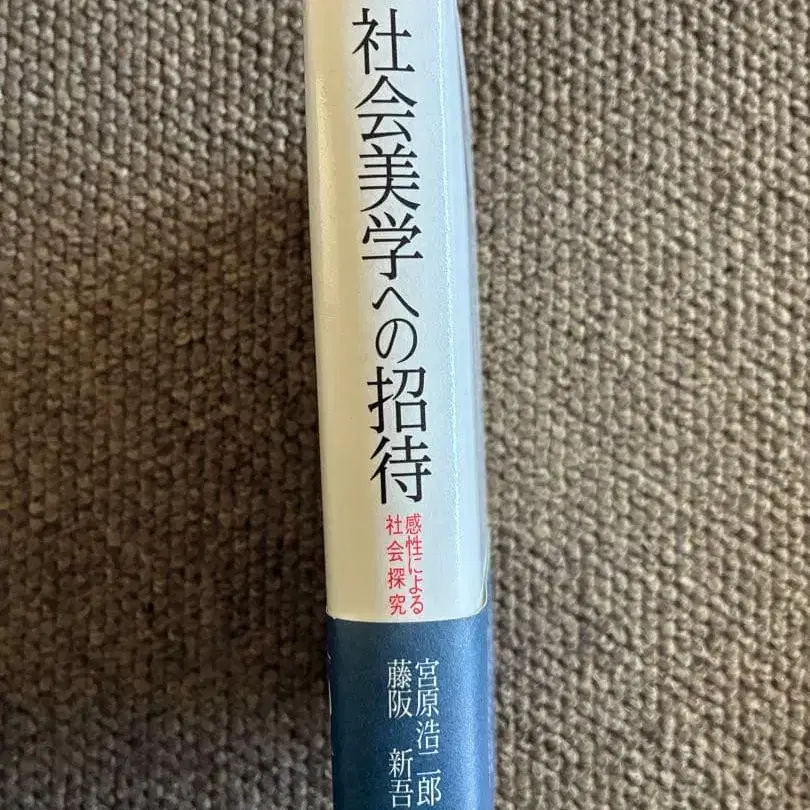 社会美学への招待
感性による
社会探究
宮原浩二郎
藤阪 新吾